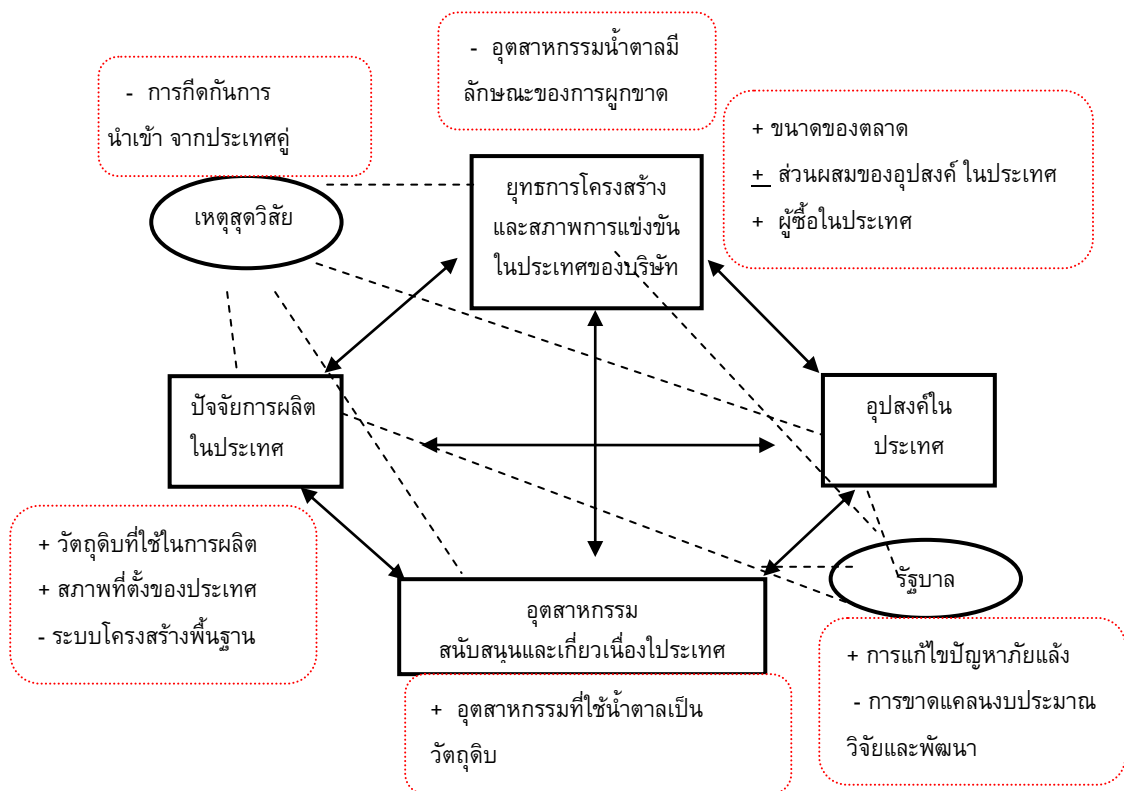 - อุตสาหกรรมน้ำตาลมี
ลักษณะของการผูกขาด
- การกีดกันการ
นำเข้า จากประเทศคู่
+ ขนาดของตลาด
+ ส่วนผสมของอุปสงค์ ในประเทศ
+ ผู้ซื้อในประเทศ
ยุทธการโครงสร้าง
และสภาพการแข่งขัน
ในประเทศของบริษัท
เหตุสุดวิสัย
ปัจจัยการผลิต
ในประเทศ
อุปสงค์ใน
ประเทศ
+ วัตถุดิบที่ใช้ในการผลิต
+ สภาพที่ตั้งของประเทศ
- ระบบโครงสร้างพื้นฐาน
รัฐบาล
อุตสาหกรรม
สนับสนุนและเกี่ยวเนื่องใประเทศ
+ อุตสาหกรรมที่ใช้น้ำตาลเป็น
วัตถุดิบ
+ การแก้ไขปัญหาภัยแล้ง
- การขาดแคลนงบประมาณ
วิจัยและพัฒนา